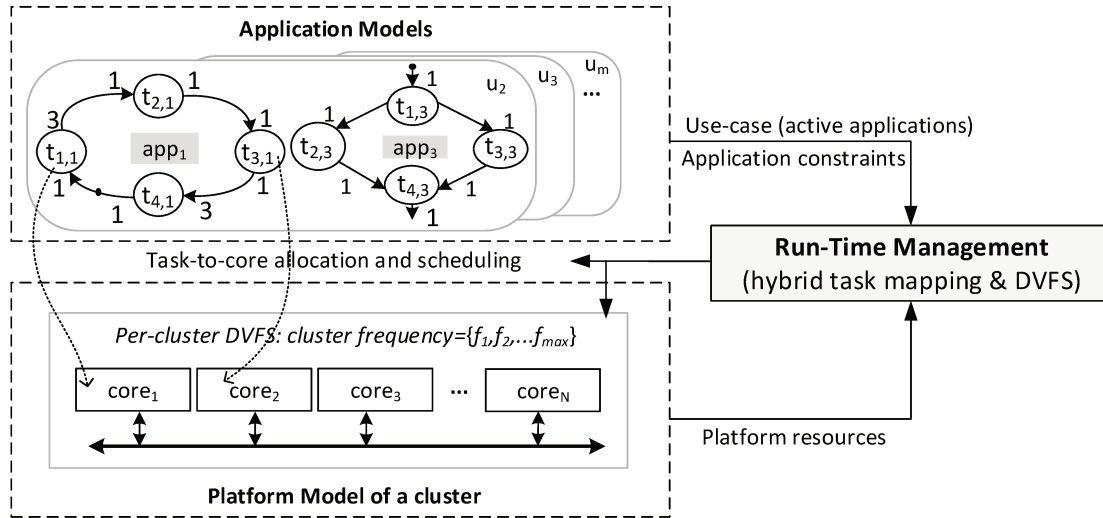 Application Models
u₂
u₃
uₘ
...
1 1
t₂,₁
3
1
t₁,₁
app₁
t₃,₁
1
1
t₄,₁
1
3
1
t₁,₃
1
1
t₂,₃
app₃
t₃,₃
1
t₄,₃
1
1
Use-case (active applications)
Application constraints
Run-Time Management
(hybrid task mapping & DVFS)
Task-to-core allocation and scheduling
Per-cluster DVFS: cluster frequency={f₁,f₂,...fₘₐₓ}
core₁ core₂ core₃ ... core_N
Platform resources
Platform Model of a cluster